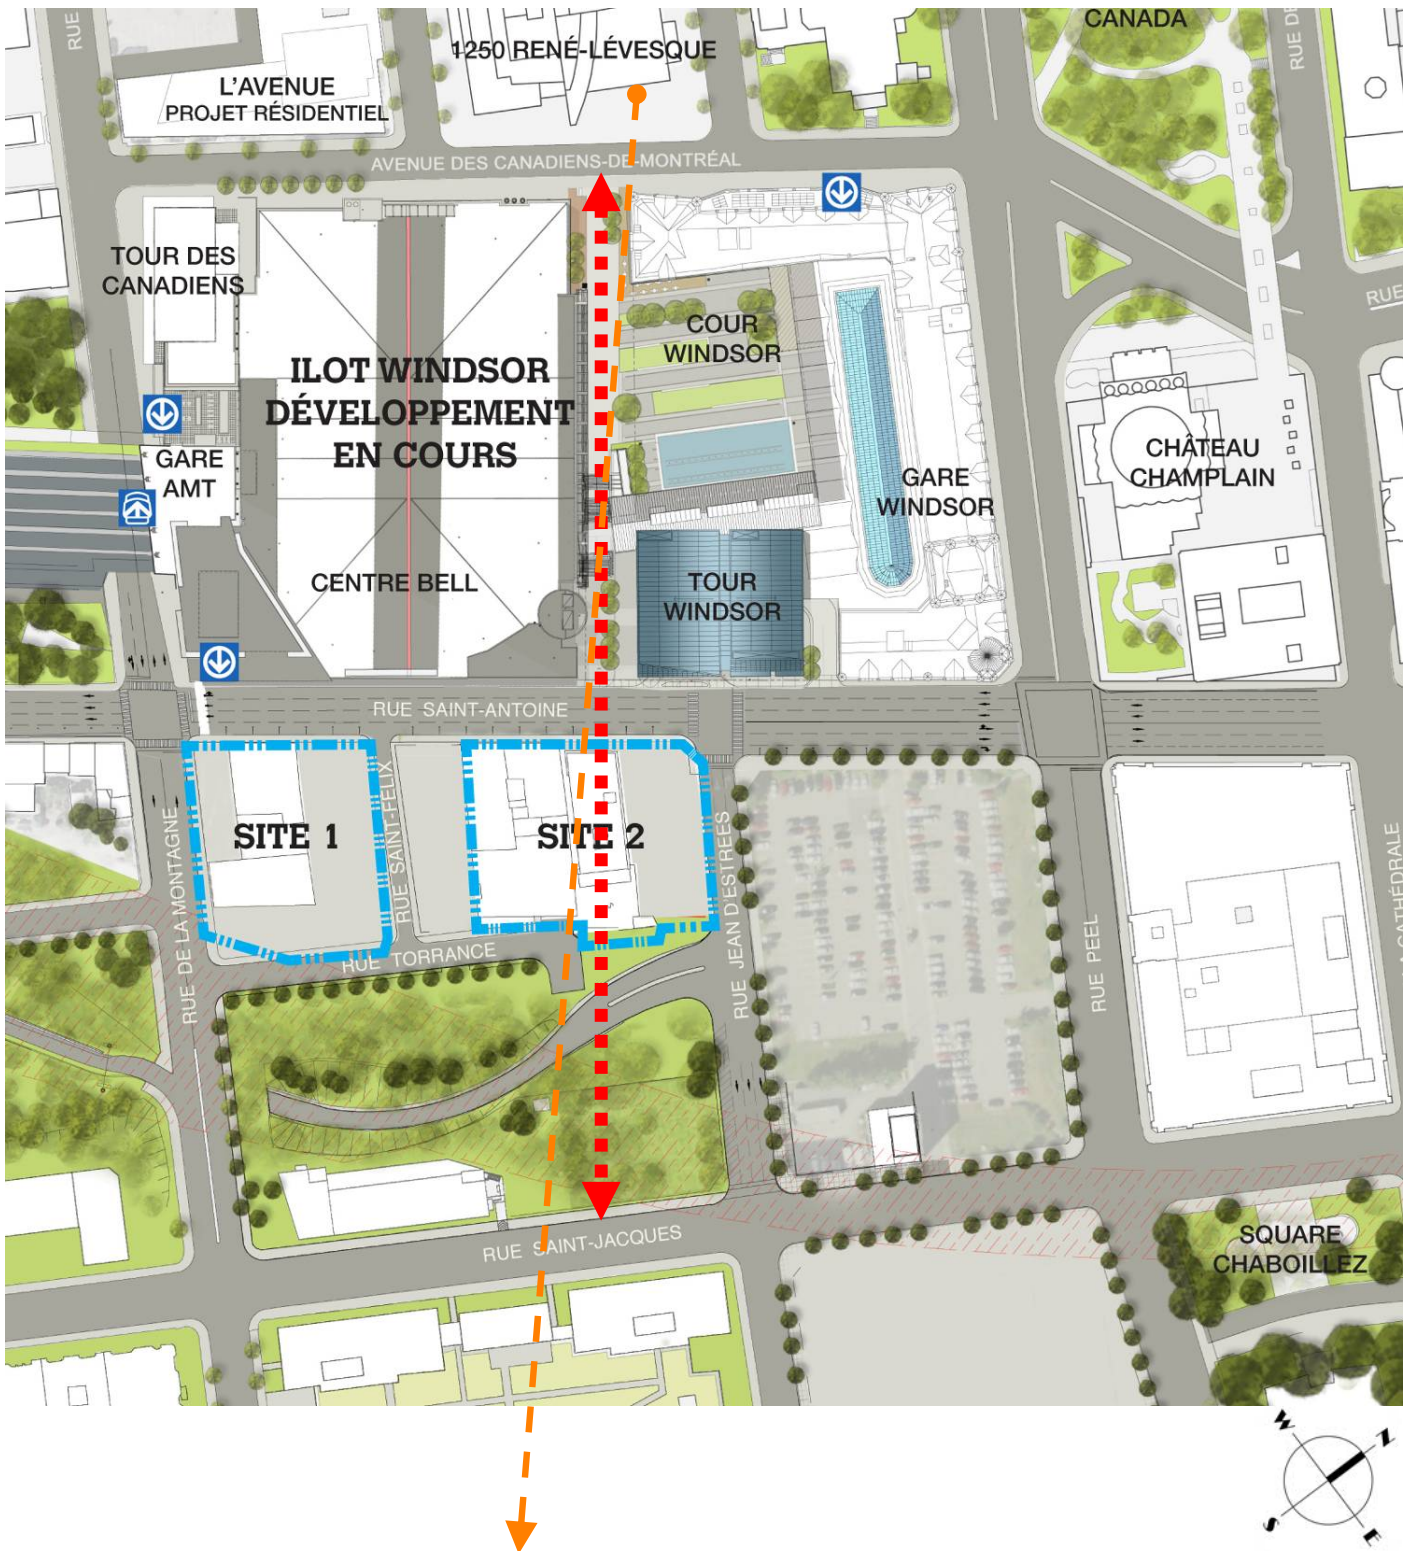 CANADA
RUE
RUE DE
1250 RENÉ-LÉVESQUE
L'AVENUE
PROJET RÉSIDENTIEL
AVENUE DES CANADIENS-DE-MONTRÉAL
TOUR DES
CANADIENS
RUE
COUR
WINDSOR
ILOT WINDSOR
DÉVELOPPEMENT
EN COURS
GARE
AMT
GARE
WINDSOR
CHÂTEAU
CHAMPLAIN
CENTRE BELL
TOUR
WINDSOR
RUE SAINT-ANTOINE
SITE 1
SITE 2
RUE DE LA MONTAGNE
RUE SAINT-FELIX
RUE JEAN D'ESTRÉES
RUE PEEL
LA CATHÉDRALE
RUE TORRANCE
RUE SAINT-JACQUES
SQUARE
CHABOILLEZ
W
N
S
E